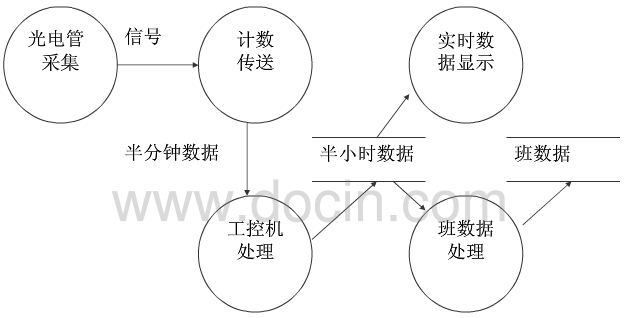 光电管
采集
信号
计数
传送
实时数
据显示
半分钟数据
半小时数据
班数据
www.docin.com
工控机
处理
班数据
处理